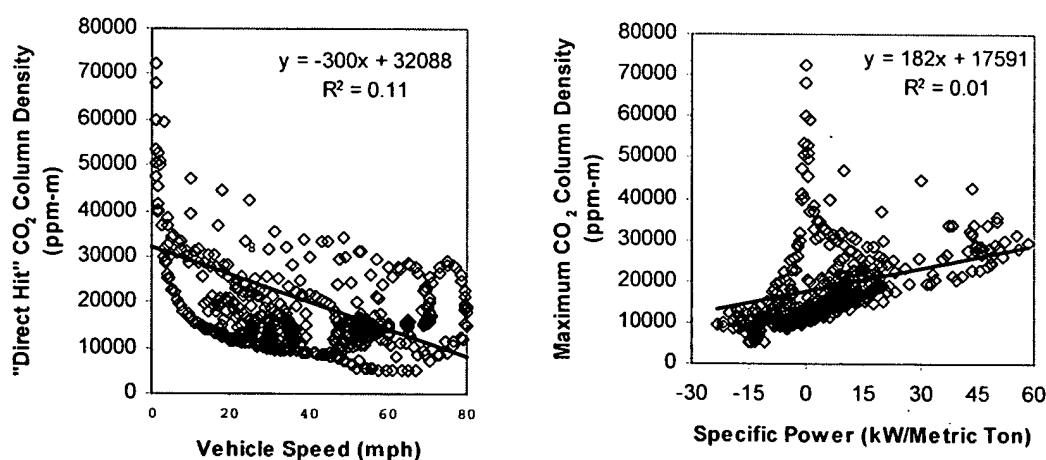 "Direct Hit" CO₂ Column Density
(ppm-m)
80000
70000
60000
50000
40000
30000
20000
10000
0
y = -300x + 32088
R² = 0.11
0 20 40 60 80
Vehicle Speed (mph)
Maximum CO₂ Column Density
(ppm-m)
80000
70000
60000
50000
40000
30000
20000
10000
0
y = 182x + 17591
R² = 0.01
-30 -15 0 15 30 45 60
Specific Power (kW/Metric Ton)